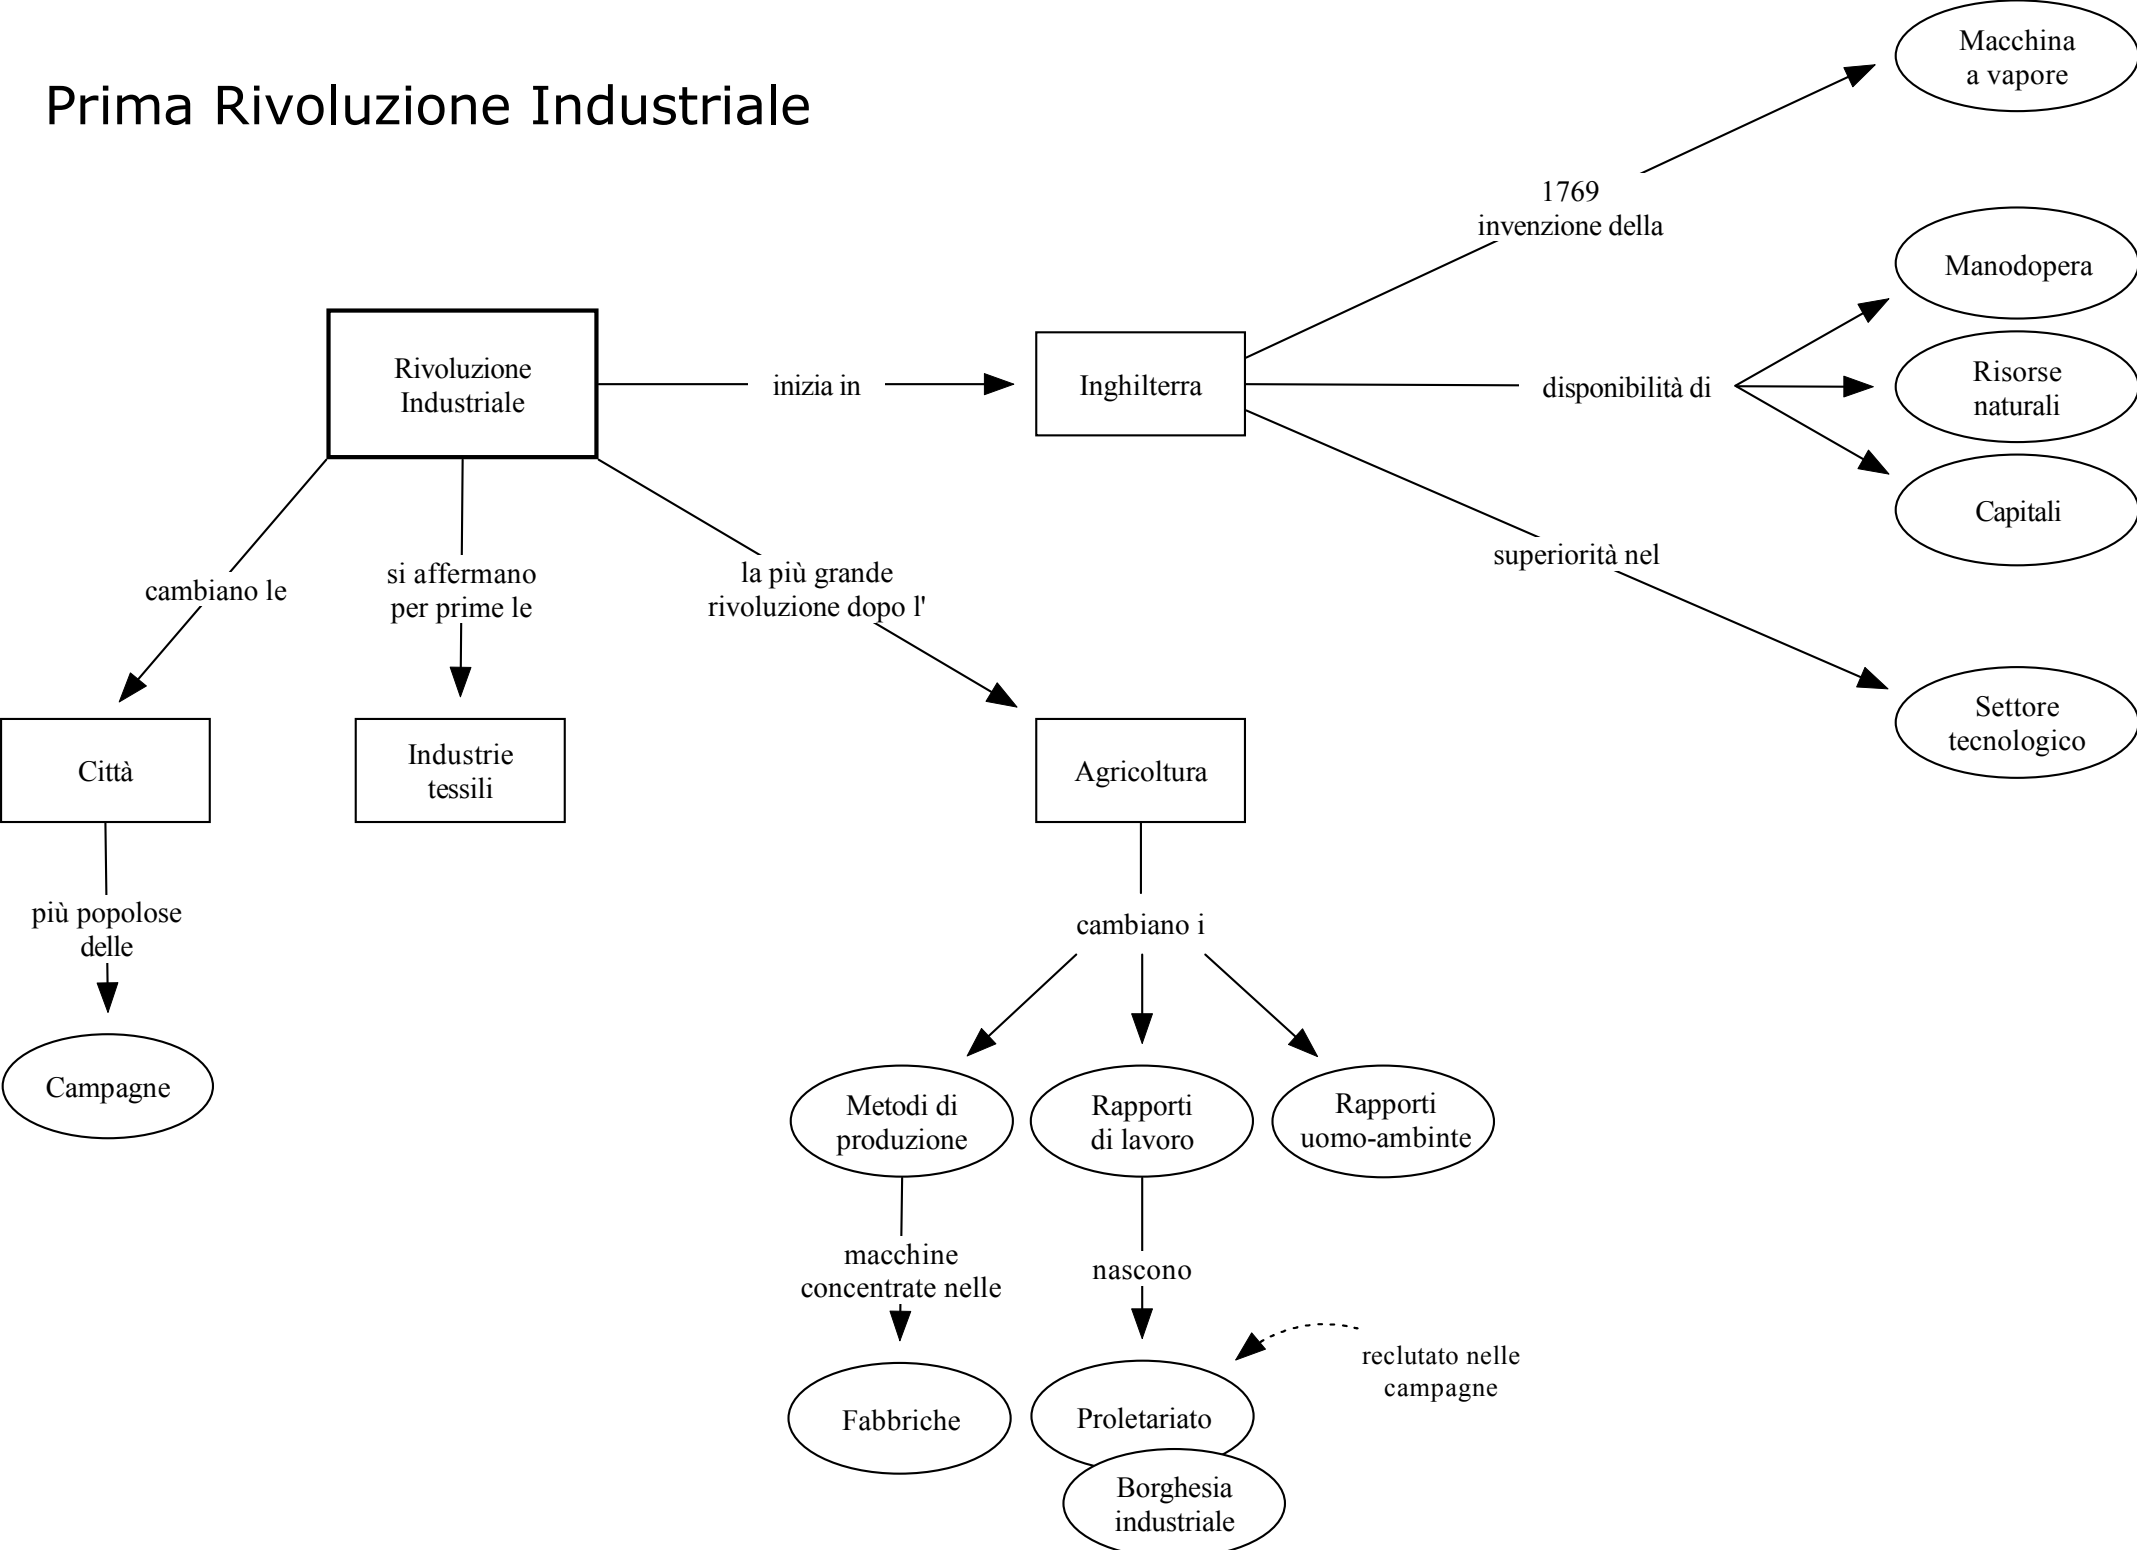 Prima Rivoluzione Industriale
Macchina
a vapore
1769
invenzione della
Manodopera
Rivoluzione
Industriale
inizia in
Inghilterra
disponibilità di
Risorse
naturali
Capitali
superiorità nel
Settore
tecnologico
cambiano le
si affermano
per prime le
la più grande
rivoluzione dopo l'
Città
Industrie
tessili
Agricoltura
più popolose
delle
Campagne
cambiano i
Metodi di
produzione
Rapporti
di lavoro
Rapporti
uomo-ambinte
macchine
concentrate nelle
nascono
reclutato nelle
campagne
Fabbriche
Proletariato
Borghesia
industriale